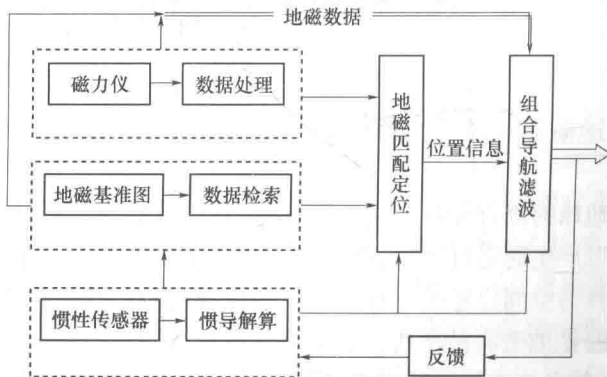 地磁数据
磁力仪
数据处理
地磁匹配定位
组合导航滤波
位置信息
地磁基准图
数据检索
惯性传感器
惯导解算
反馈